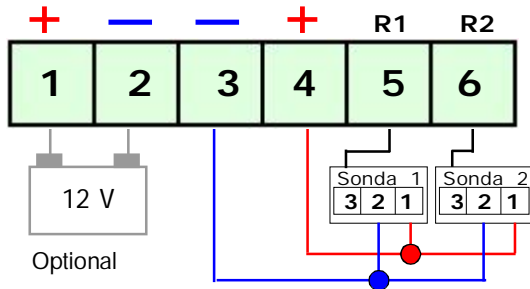 + — — + R1 R2
1 2 3 4 5 6
Sonda 1 Sonda 2
3 2 1 3 2 1
12 V
Optional